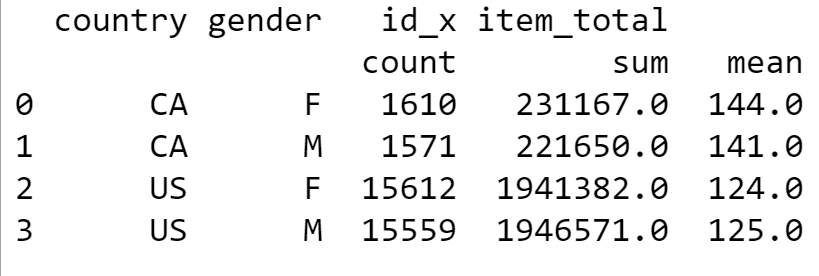 country gender id_x item_total
count sum mean
0 CA F 1610 231167.0 144.0
1 CA M 1571 221650.0 141.0
2 US F 15612 1941382.0 124.0
3 US M 15559 1946571.0 125.0